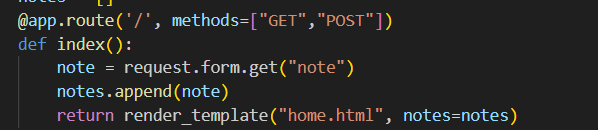 notes = []
@app.route('/', methods=["GET","POST"])
def index():
    note = request.form.get("note")
    notes.append(note)
    return render_template("home.html", notes=notes)